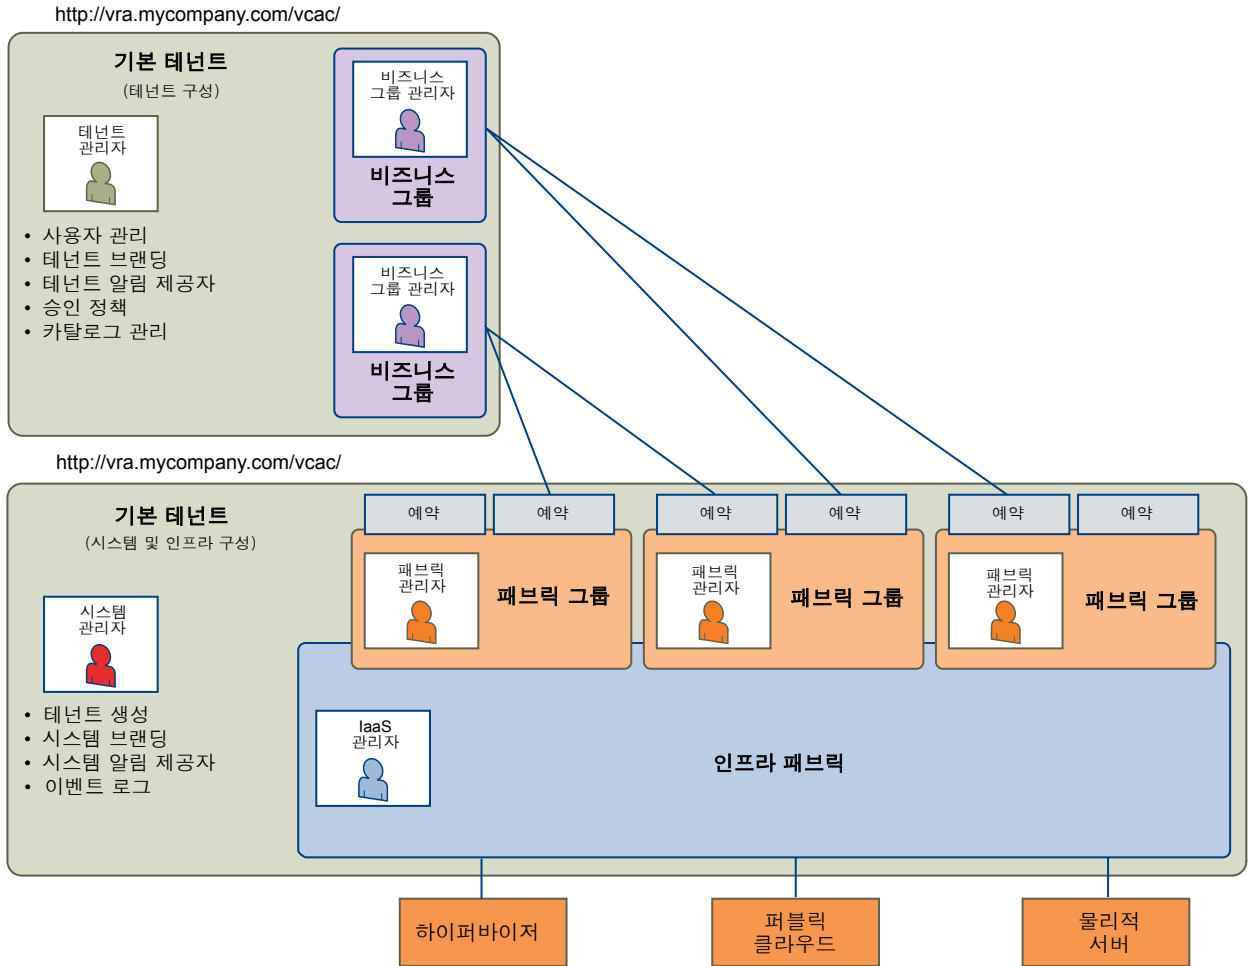 http://vra.mycompany.com/vcac/
기본 테넌트
(테넌트 구성)
테넌트
관리자
• 사용자 관리
• 테넌트 브랜딩
• 테넌트 알림 제공자
• 승인 정책
• 카탈로그 관리
비즈니스
그룹 관리자
비즈니스
그룹
비즈니스
그룹 관리자
비즈니스
그룹
http://vra.mycompany.com/vcac/
기본 테넌트
(시스템 및 인프라 구성)
시스템
관리자
• 테넌트 생성
• 시스템 브랜딩
• 시스템 알림 제공자
• 이벤트 로그
예약
예약
예약
예약
예약
예약
패브릭
관리자
패브릭 그룹
패브릭
관리자
패브릭 그룹
패브릭
관리자
패브릭 그룹
IaaS
관리자
인프라 패브릭
하이퍼바이저
퍼블릭
클라우드
물리적
서버